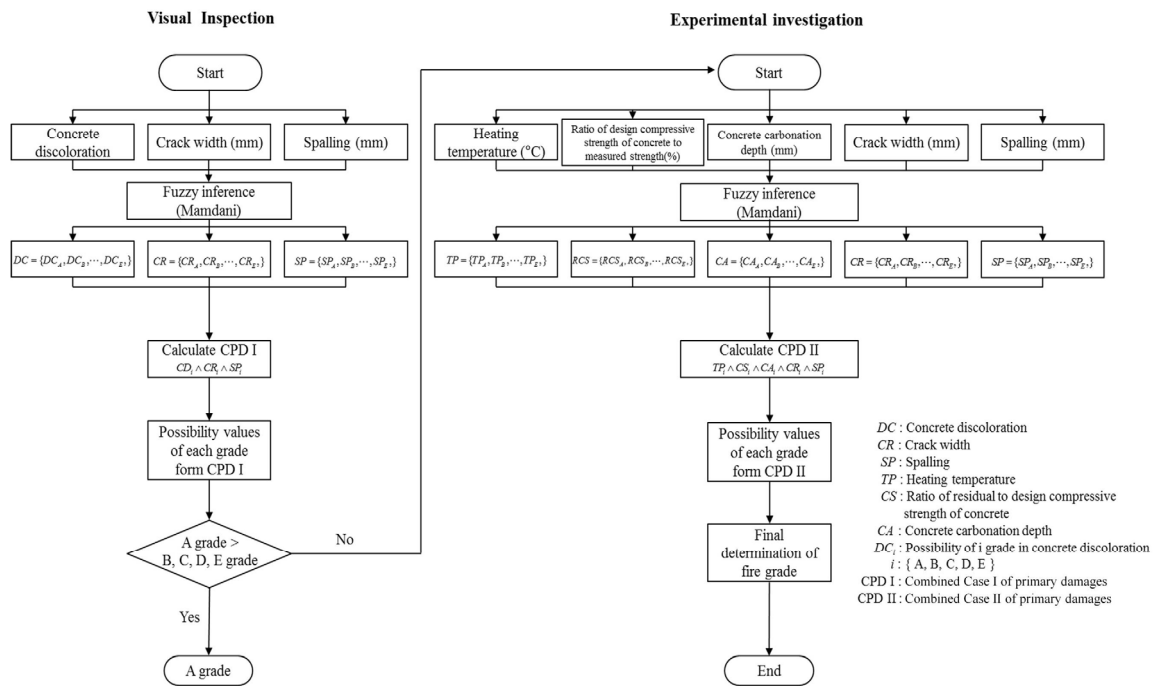 Visual Inspection
Start
Concrete
discoloration
Crack width (mm)
Spalling (mm)
Fuzzy inference
(Mamdani)
DC = {DC_A, DC_B, ⋯, DC_E,}
CR = {CR_A, CR_B, ⋯, CR_E,}
SP = {SP_A, SP_B, ⋯, SP_E,}
Calculate CPD I
CD_i ∧ CR_i ∧ SP_i
Possibility values
of each grade
form CPD I
A grade >
B, C, D, E grade
No
Yes
A grade
Experimental investigation
Start
Heating
temperature (°C)
Ratio of design compressive
strength of concrete to
measured strength(%)
Concrete carbonation
depth (mm)
Crack width (mm)
Spalling (mm)
Fuzzy inference
(Mamdani)
TP = {TP_A, TP_B, ⋯, TP_E,}
RCS = {RCS_A, RCS_B, ⋯, RCS_E,}
CA = {CA_A, CA_B, ⋯, CA_E,}
CR = {CR_A, CR_B, ⋯, CR_E,}
SP = {SP_A, SP_B, ⋯, SP_E,}
Calculate CPD II
TP_i ∧ CS_i ∧ CA_i ∧ CR_i ∧ SP_i
Possibility values
of each grade
form CPD II
Final
determination of
fire grade
End
DC : Concrete discoloration
CR : Crack width
SP : Spalling
TP : Heating temperature
CS : Ratio of residual to design compressive
strength of concrete
CA : Concrete carbonation depth
DC_i : Possibility of i grade in concrete discoloration
i : { A, B, C, D, E }
CPD I : Combined Case I of primary damages
CPD II : Combined Case II of primary damages